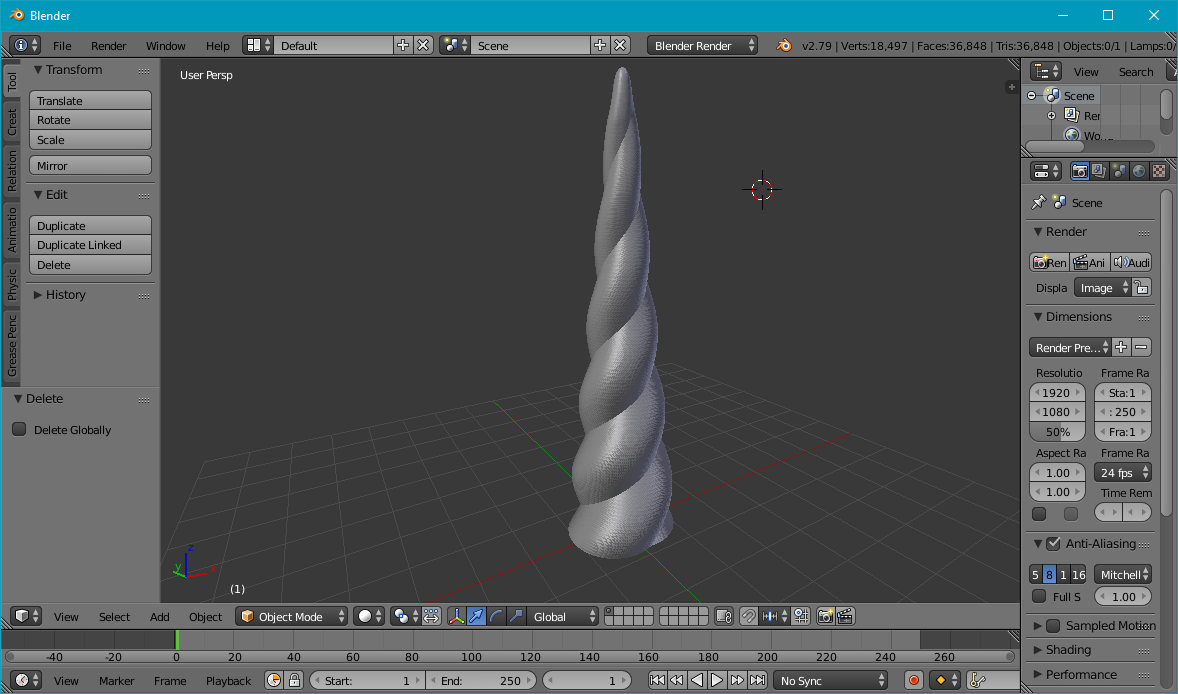 Blender
File Render Window Help Default Scene Blender Render v2.79 | Verts:18,497 | Faces:36,848 | Tris:36,848 | Objects:0/1 | Lamps:0/
Tool
Creat
Relation
Animatio
Physic
Grease Penc
Transform
Translate
Rotate
Scale
Mirror
Edit
Duplicate
Duplicate Linked
Delete
History
Delete
Delete Globally
User Persp
z
y
x
(1)
View Search
Scene
Rer
Wo...
Scene
Render
Ren Ani Audi
Displa Image
Dimensions
Render Pre...
Resolutio Frame Ra
1920 Sta:1
1080 : 250
50% Fra:1
Aspect Ra Frame Ra
1.00 24 fps
1.00 Time Rem
Anti-Aliasing
5 8 1 16 Mitchell
Full S 1.00
Sampled Motion
Shading
Performance
View Select Add Object Object Mode Global
-40 -20 0 20 40 60 80 100 120 140 160 180 200 220 240 260
View Marker Frame Playback Start: 1 End: 250 1 No Sync